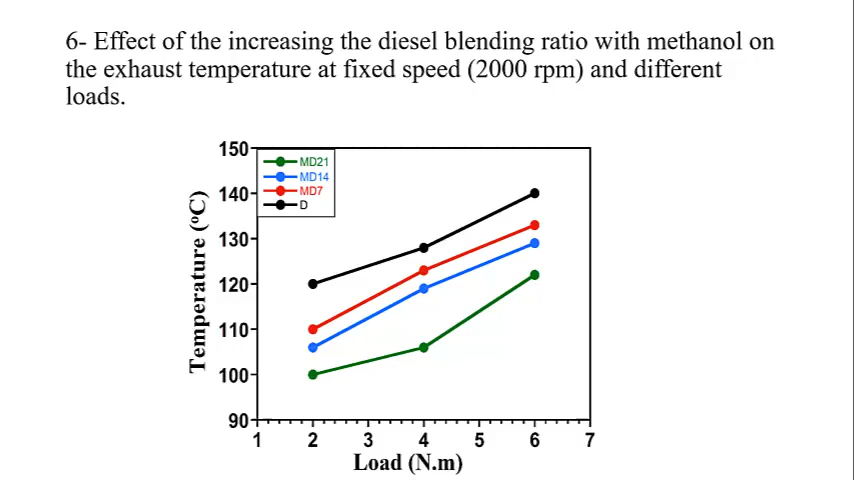 6- Effect of the increasing the diesel blending ratio with methanol on
the exhaust temperature at fixed speed (2000 rpm) and different
loads.
150
MD21
MD14
MD7
D
140
130
120
110
100
90
Temperature (ºC)
1 2 3 4 5 6 7
Load (N.m)